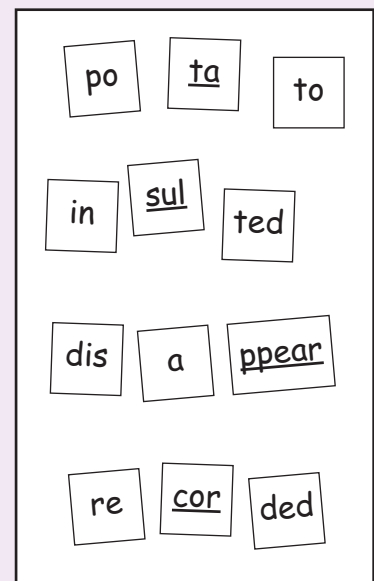 po ta to
in sul ted
dis a ppear
re cor ded